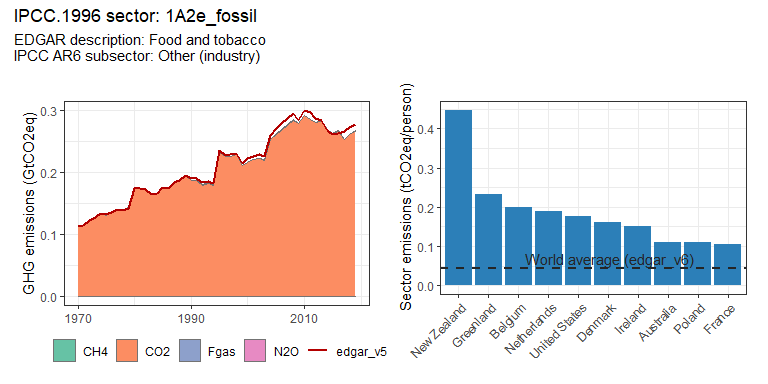 IPCC.1996 sector: 1A2e_fossil
EDGAR description: Food and tobacco
IPCC AR6 subsector: Other (industry)
GHG emissions (GtCO2eq)
0.3
0.2
0.1
0.0
1970
1990
2010
CH4
CO2
Fgas
N2O
edgar_v5
Sector emissions (tCO2eq/person)
0.4
0.3
0.2
0.1
0.0
World average (edgar_v6)
New Zealand
Greenland
Belgium
Netherlands
United States
Denmark
Ireland
Australia
Poland
France